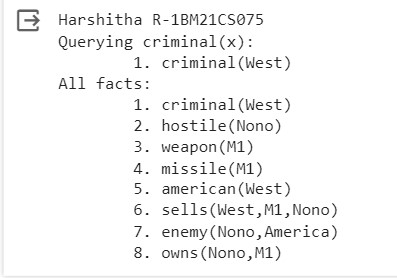 Harshitha R-1BM21CS075
Querying criminal(x):
1. criminal(West)
All facts:
1. criminal(West)
2. hostile(Nono)
3. weapon(M1)
4. missile(M1)
5. american(West)
6. sells(West,M1,Nono)
7. enemy(Nono,America)
8. owns(Nono,M1)